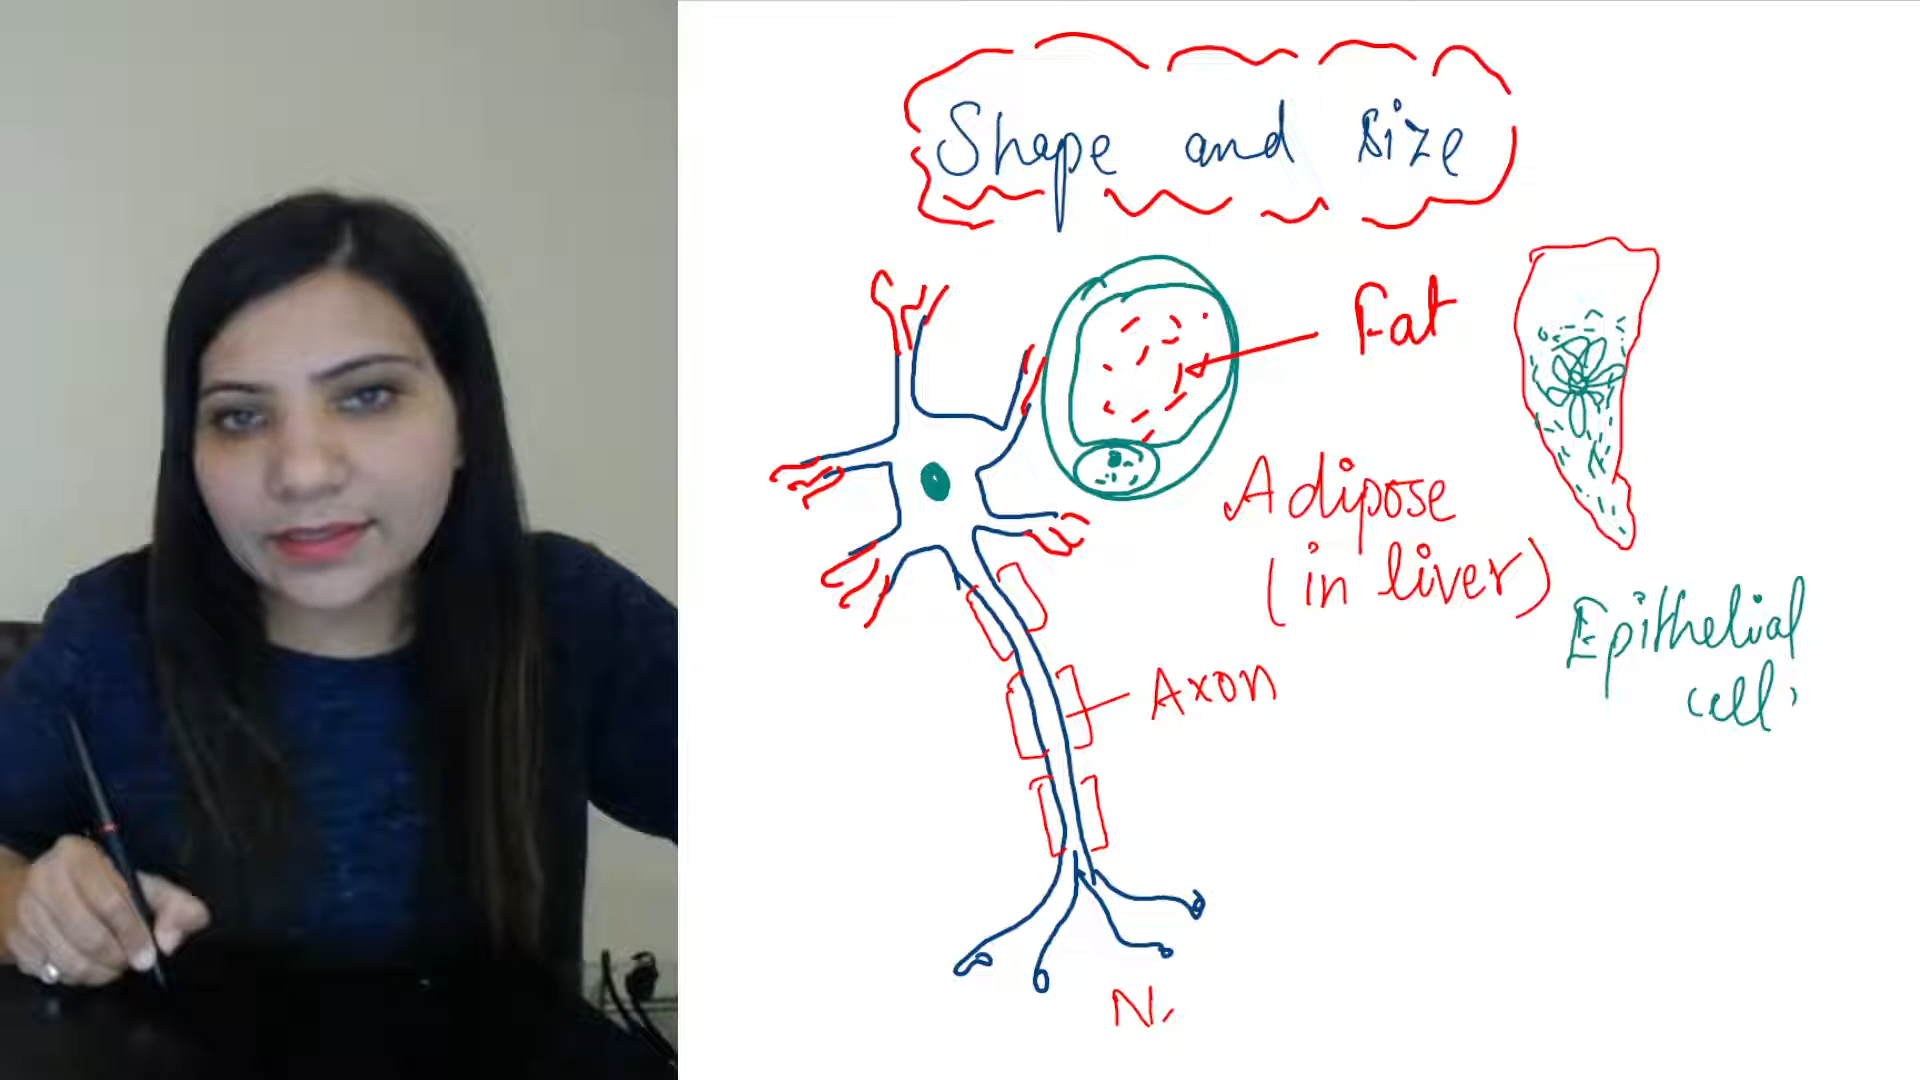 Shape and size
Fat
Adipose
(in liver)
Epithelial
cell
Axon
N